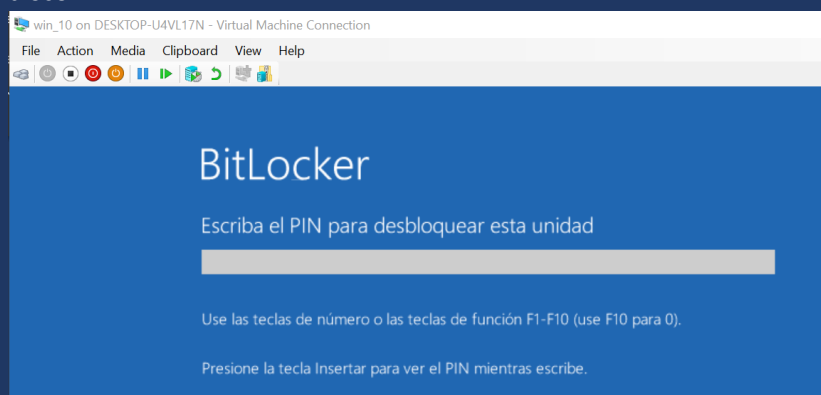 win_10 on DESKTOP-U4VL17N - Virtual Machine Connection
File Action Media Clipboard View Help
BitLocker
Escriba el PIN para desbloquear esta unidad
Use las teclas de número o las teclas de función F1-F10 (use F10 para 0).
Presione la tecla Insertar para ver el PIN mientras escribe.